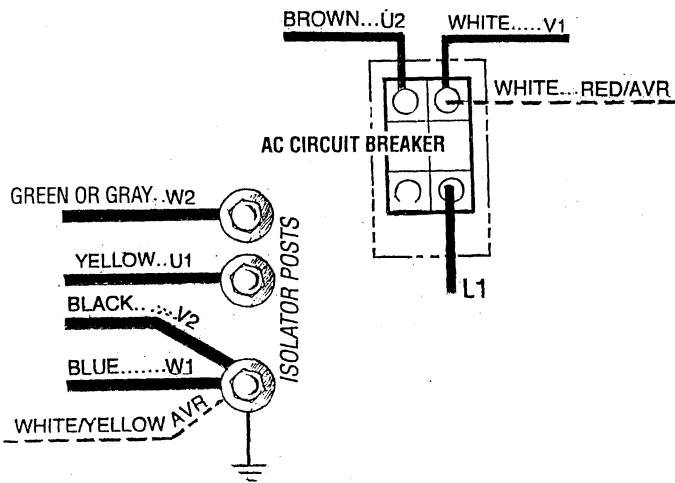 BROWN...U2
WHITE.....V1
WHITE...RED/AVR
AC CIRCUIT BREAKER
GREEN OR GRAY..W2
YELLOW..U1
BLACK.....V2
BLUE.......W1
WHITE/YELLOW AVR
ISOLATOR POSTS
L1